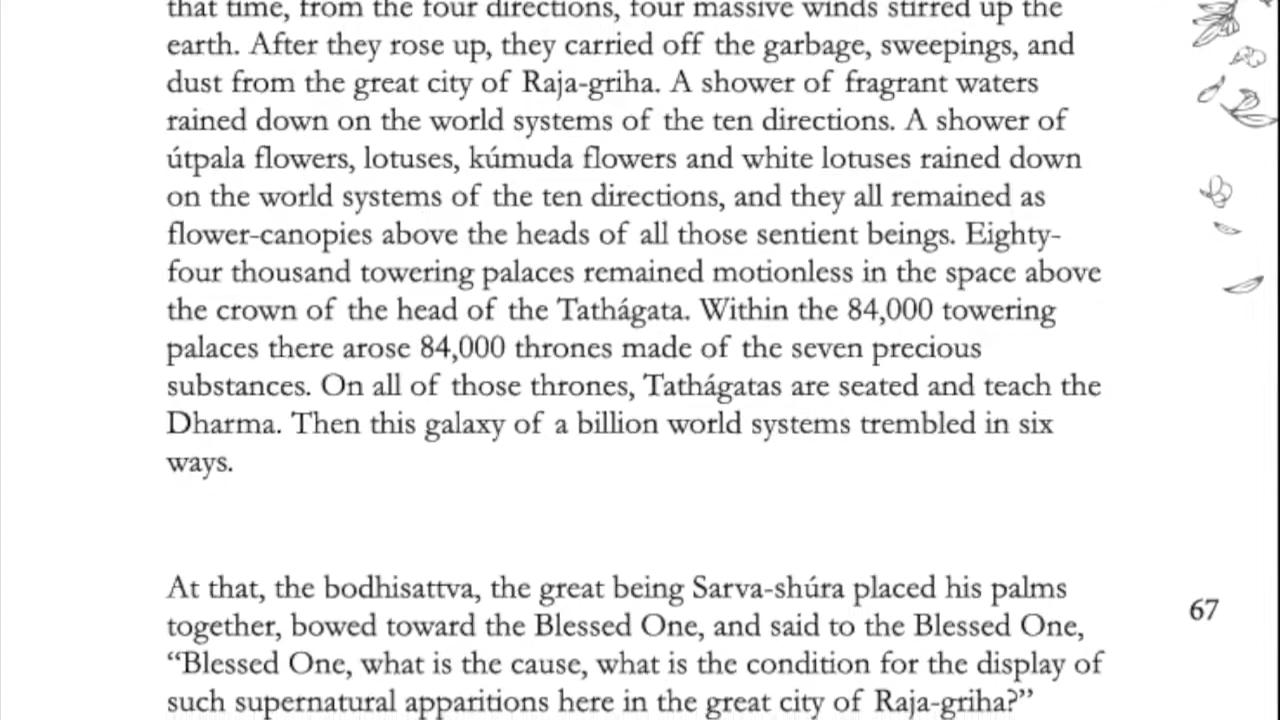 that time, from the four directions, four massive winds stirred up the
earth. After they rose up, they carried off the garbage, sweepings, and
dust from the great city of Raja-griha. A shower of fragrant waters
rained down on the world systems of the ten directions. A shower of
útpala flowers, lotuses, kúmuda flowers and white lotuses rained down
on the world systems of the ten directions, and they all remained as
flower-canopies above the heads of all those sentient beings. Eighty-
four thousand towering palaces remained motionless in the space above
the crown of the head of the Tathágata. Within the 84,000 towering
palaces there arose 84,000 thrones made of the seven precious
substances. On all of those thrones, Tathágatas are seated and teach the
Dharma. Then this galaxy of a billion world systems trembled in six
ways.
At that, the bodhisattva, the great being Sarva-shúra placed his palms
together, bowed toward the Blessed One, and said to the Blessed One,
“Blessed One, what is the cause, what is the condition for the display of
such supernatural apparitions here in the great city of Raja-griha?”
67